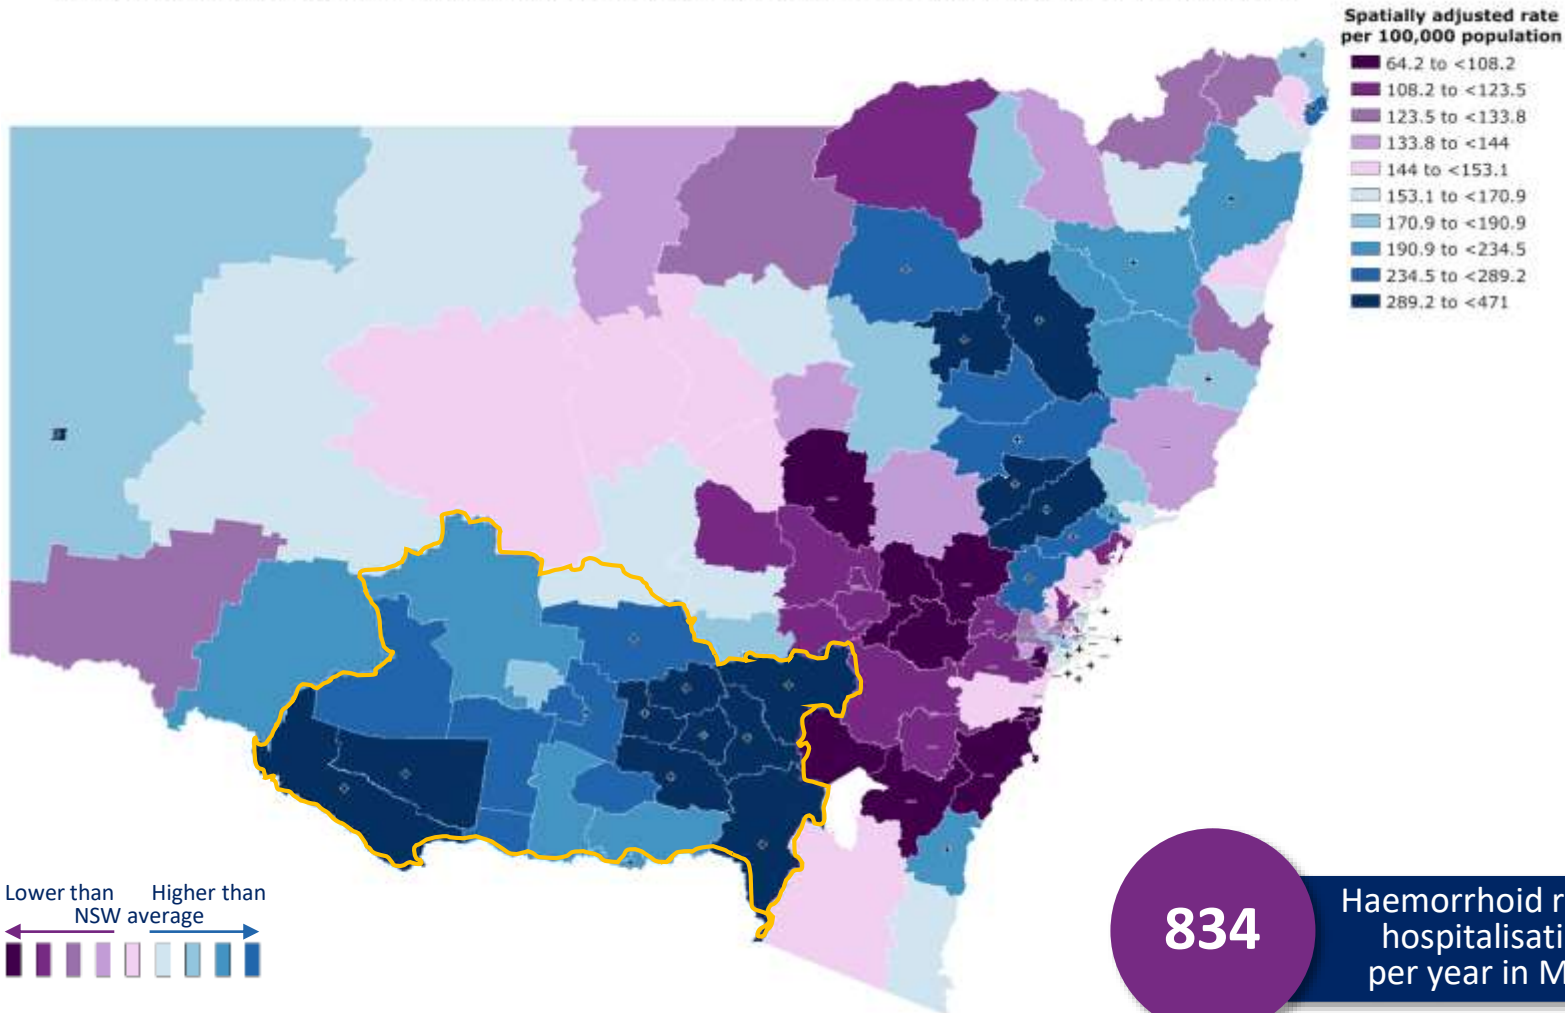 Spatially adjusted rate
per 100,000 population
64.2 to <108.2
108.2 to <123.5
123.5 to <133.8
133.8 to <144
144 to <153.1
153.1 to <170.9
170.9 to <190.9
190.9 to <234.5
234.5 to <289.2
289.2 to <471
Lower than Higher than
NSW average
834
Haemorrhoid
per year in